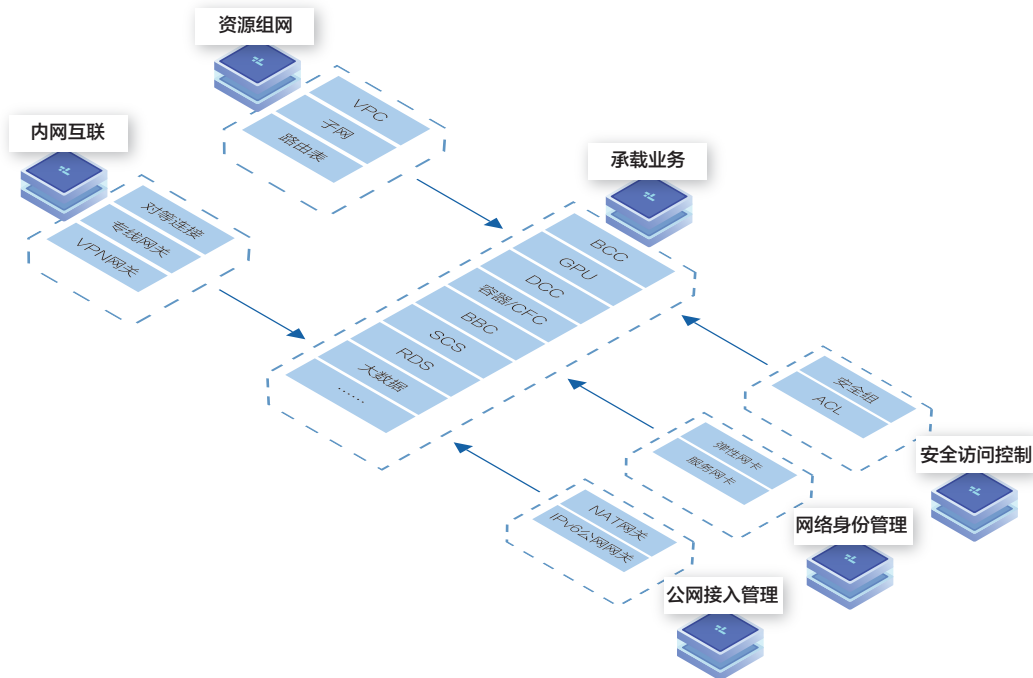 资源组网
VPC
子网
路由表
内网互联
对等连接
专线网关
VPN网关
承载业务
BCC
GPU
DCC
容器/CFC
BBC
SCS
RDS
大数据
……
安全组
ACL
安全访问控制
弹性网卡
服务网卡
网络身份管理
NAT网关
IPv6公网网关
公网接入管理